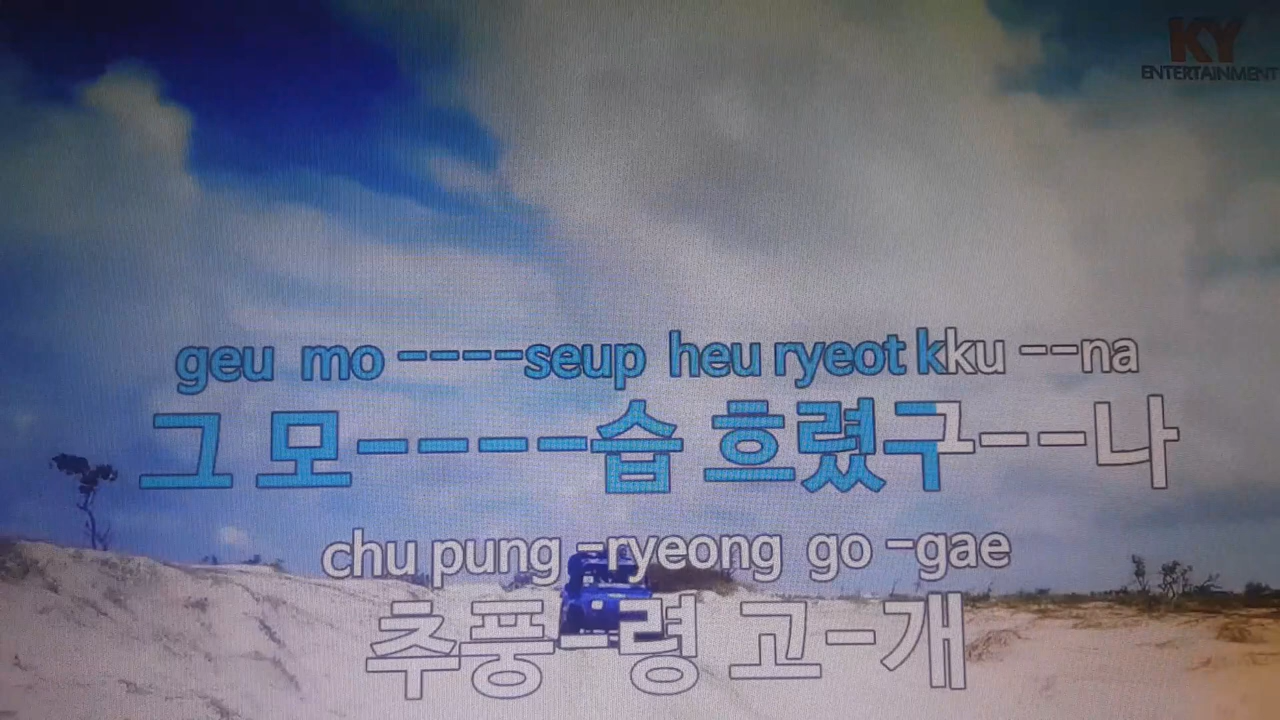 KY
ENTERTAINMENT
geu mo ----seup heu ryeot kku --na
그 모----습 흐렸구--나
chu pung -ryeong go -gae
추풍-령 고-개